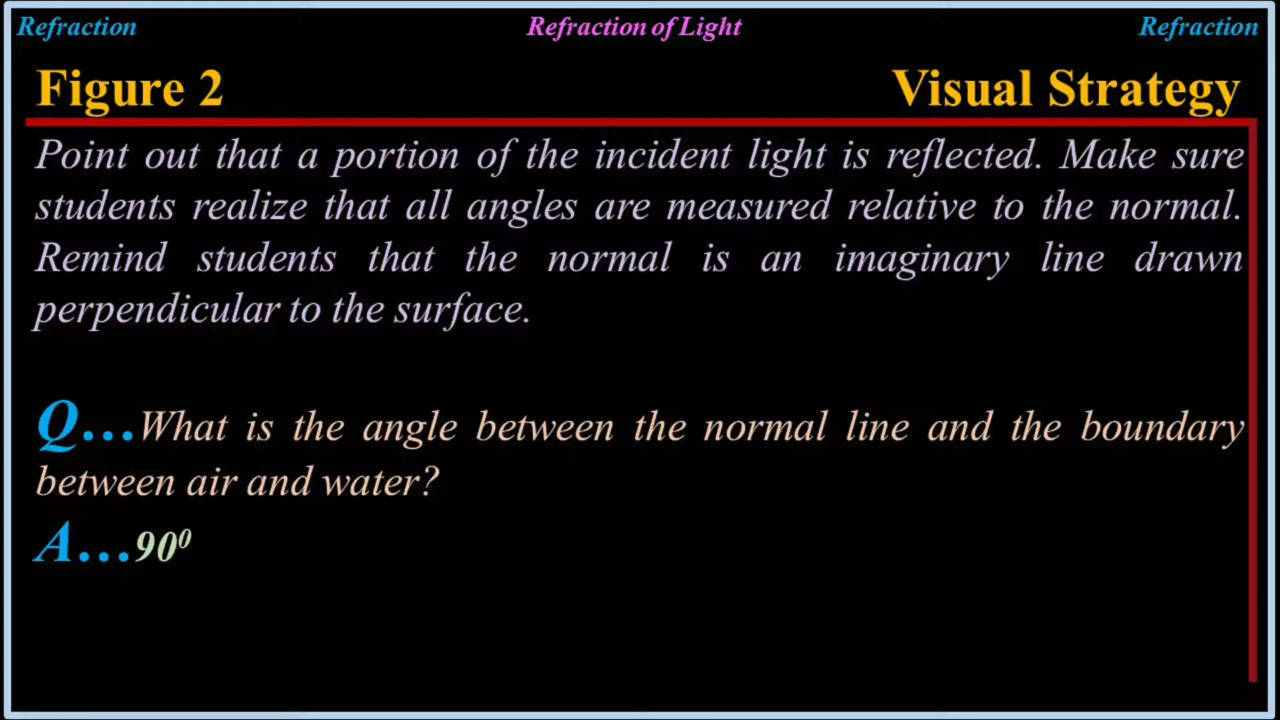 Refraction Refraction of Light Refraction
Figure 2 Visual Strategy
Point out that a portion of the incident light is reflected. Make sure
students realize that all angles are measured relative to the normal.
Remind students that the normal is an imaginary line drawn
perpendicular to the surface.
Q…What is the angle between the normal line and the boundary
between air and water?
A…90⁰